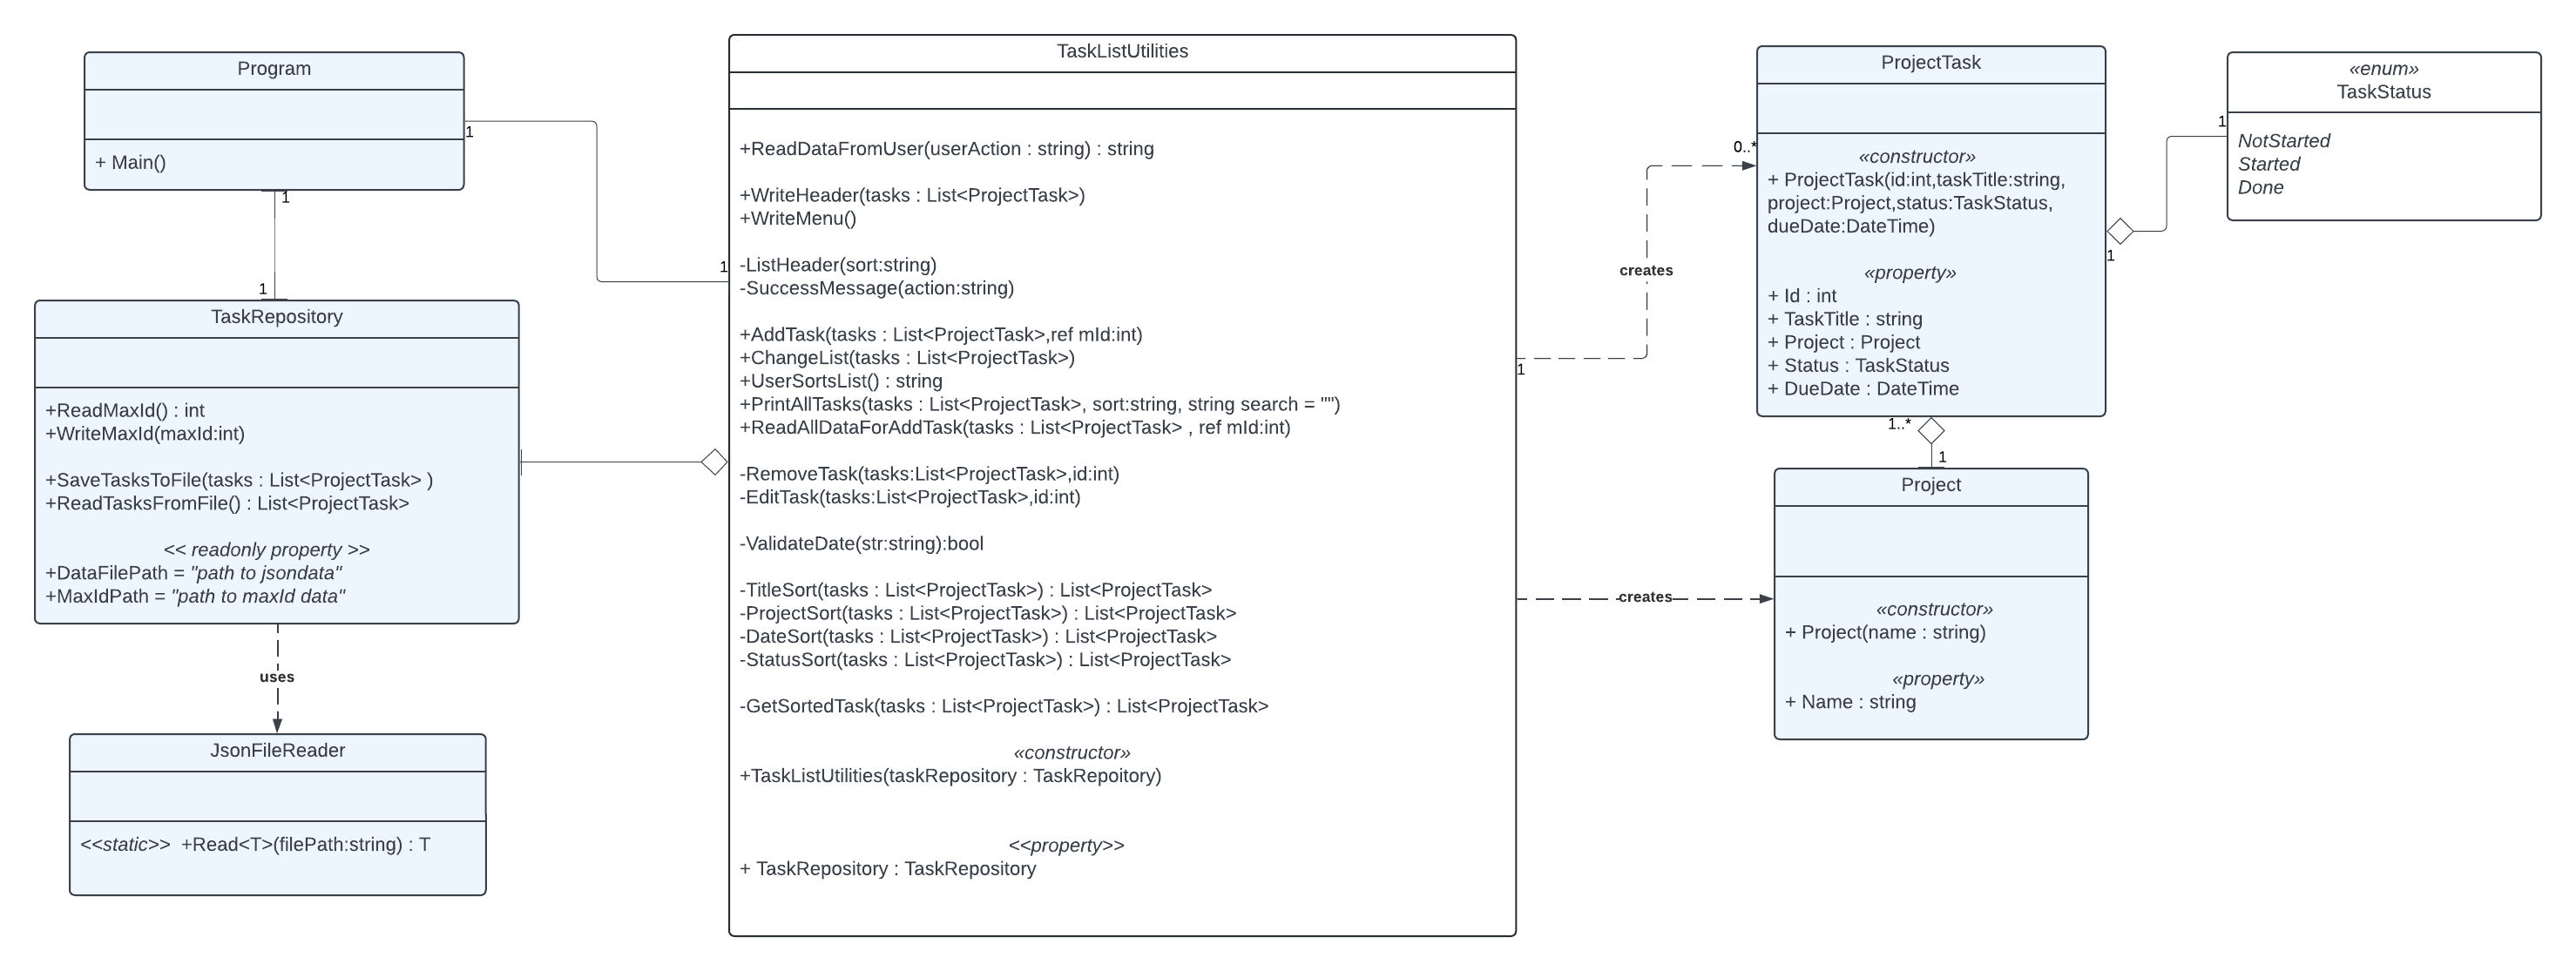 Program
+ Main()
1
1
1
1
TaskRepository
+ReadMaxId() : int
+WriteMaxId(maxId:int)
+SaveTasksToFile(tasks : List<ProjectTask> )
+ReadTasksFromFile() : List<ProjectTask>
<< readonly property >>
+DataFilePath = "path to jsondata"
+MaxIdPath = "path to maxId data"
uses
JsonFileReader
<<static>> +Read<T>(filePath:string) : T
TaskListUtilities
+ReadDataFromUser(userAction : string) : string
+WriteHeader(tasks : List<ProjectTask>)
+WriteMenu()
-ListHeader(sort:string)
-SuccessMessage(action:string)
+AddTask(tasks : List<ProjectTask>,ref mId:int)
+ChangeList(tasks : List<ProjectTask>)
+UserSortsList() : string
+PrintAllTasks(tasks : List<ProjectTask>, sort:string, string search = "")
+ReadAllDataForAddTask(tasks : List<ProjectTask> , ref mId:int)
-RemoveTask(tasks:List<ProjectTask>,id:int)
-EditTask(tasks:List<ProjectTask>,id:int)
-ValidateDate(str:string):bool
-TitleSort(tasks : List<ProjectTask>) : List<ProjectTask>
-ProjectSort(tasks : List<ProjectTask>) : List<ProjectTask>
-DateSort(tasks : List<ProjectTask>) : List<ProjectTask>
-StatusSort(tasks : List<ProjectTask>) : List<ProjectTask>
-GetSortedTask(tasks : List<ProjectTask>) : List<ProjectTask>
«constructor»
+TaskListUtilities(taskRepository : TaskRepoitory)
<<property>>
+ TaskRepository : TaskRepository
1
creates
0..*
creates
ProjectTask
«constructor»
+ ProjectTask(id:int,taskTitle:string,
project:Project,status:TaskStatus,
dueDate:DateTime)
«property»
+ Id : int
+ TaskTitle : string
+ Project : Project
+ Status : TaskStatus
+ DueDate : DateTime
1
1
1..*
1
«enum»
TaskStatus
NotStarted
Started
Done
Project
«constructor»
+ Project(name : string)
«property»
+ Name : string